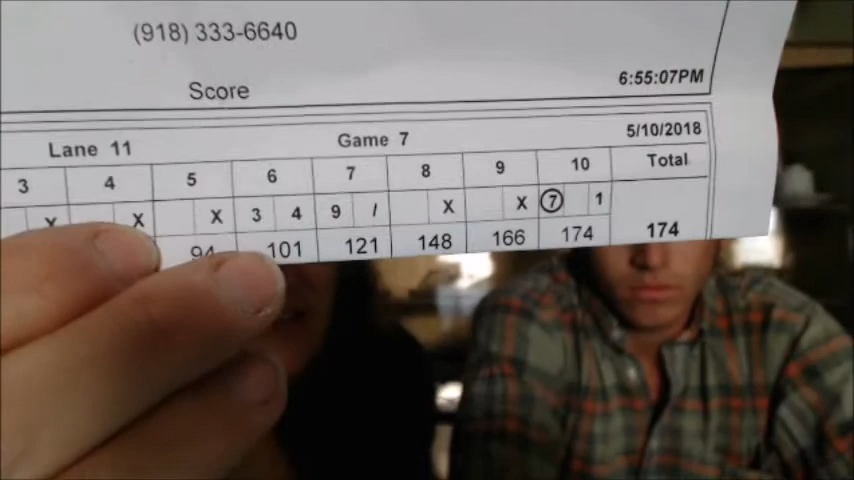 (918) 333-6640
Score 6:55:07PM
Lane 11 Game 7 5/10/2018
3 4 5 6 7 8 9 10 Total
X X X 3 4 9 / X X 7 1
94 101 121 148 166 174 174